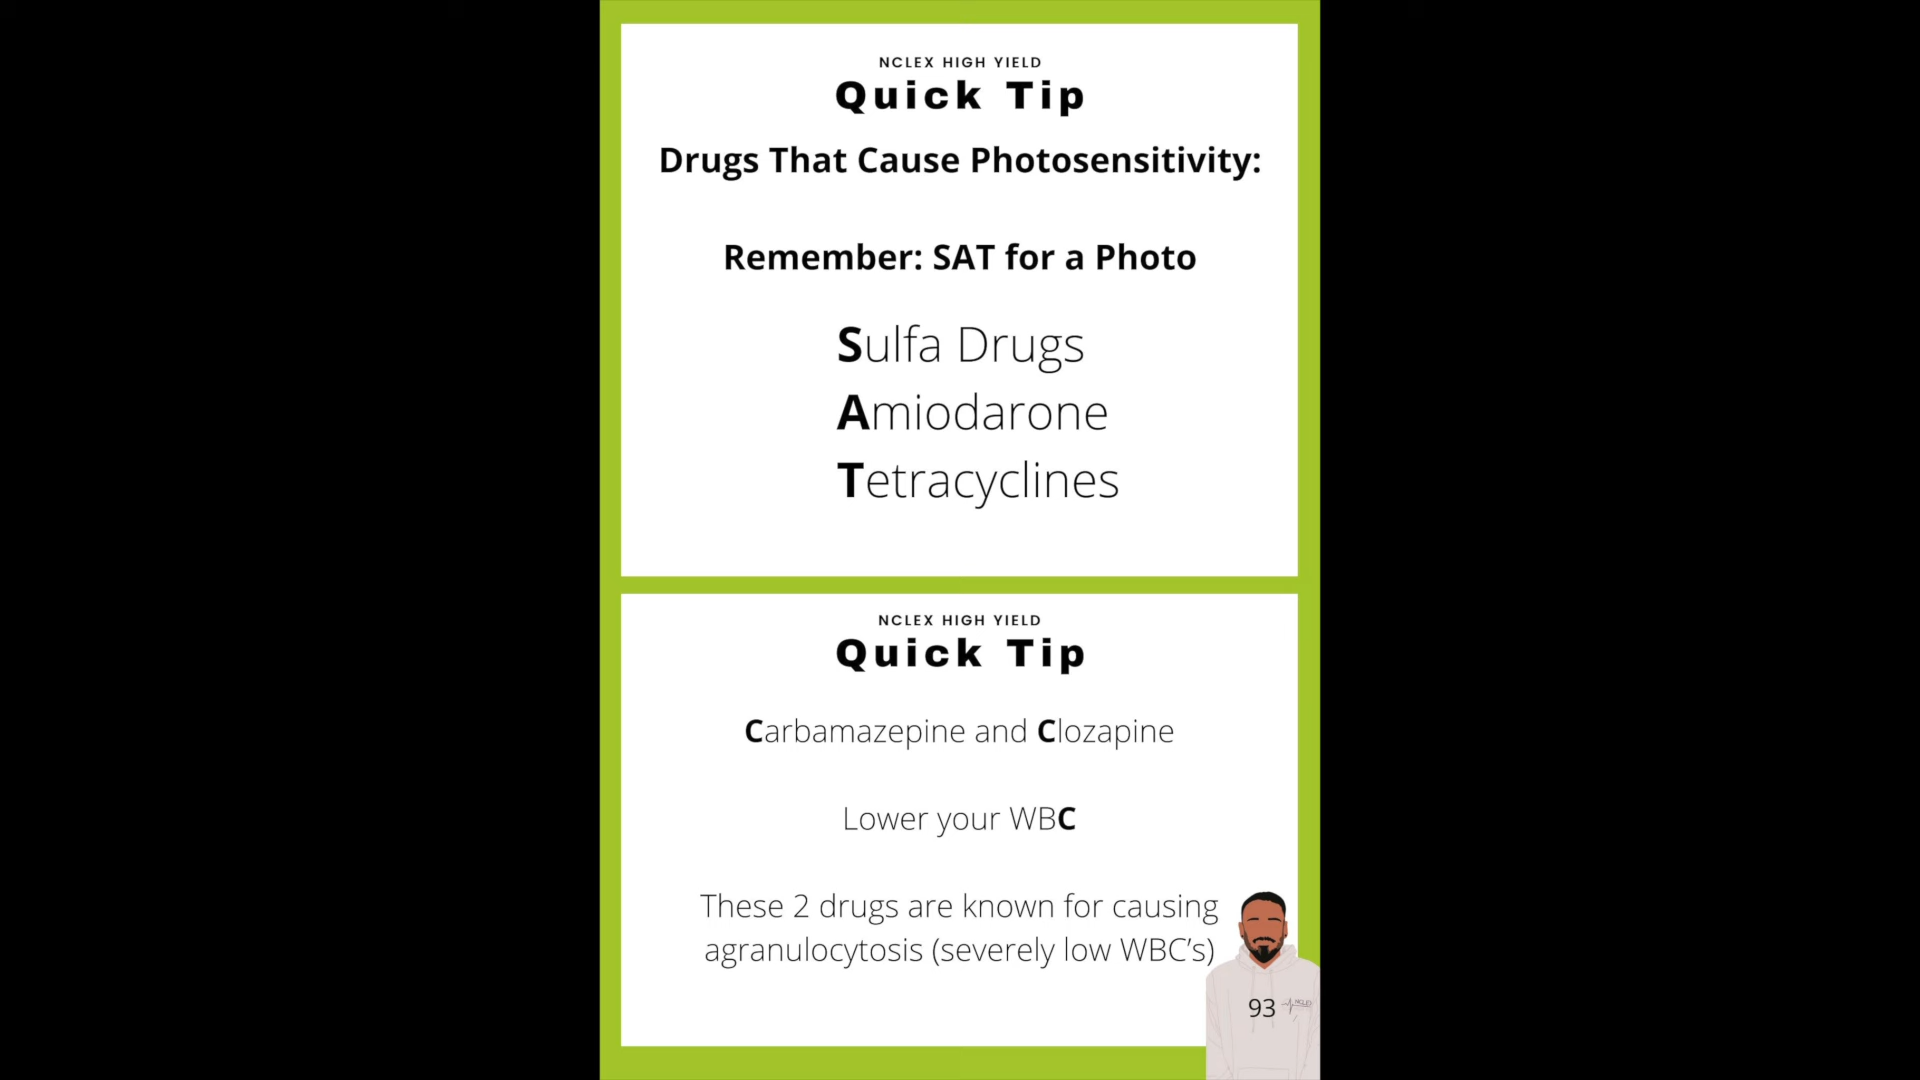 NCLEX HIGH YIELD
Quick Tip
Drugs That Cause Photosensitivity:
Remember: SAT for a Photo
Sulfa Drugs
Amiodarone
Tetracyclines
NCLEX HIGH YIELD
Quick Tip
Carbamazepine and Clozapine
Lower your WBC
These 2 drugs are known for causing
agranulocytosis (severely low WBC’s)
93
NCLEX